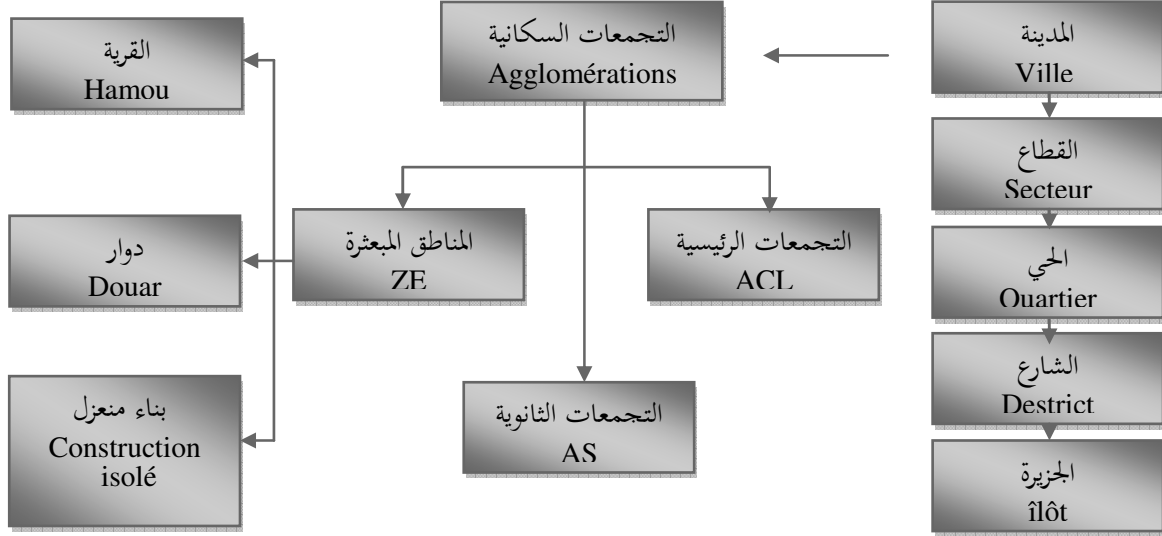 المدينة
Ville
القطاع
Secteur
الحي
Quartier
الشارع
Destrict
الجزيرة
îlôt
التجمعات السكانية
Agglomérations
التجمعات الرئيسية
ACL
المناطق المبعثرة
ZE
التجمعات الثانوية
AS
القرية
Hamou
دوار
Douar
بناء منعزل
Construction
isolé